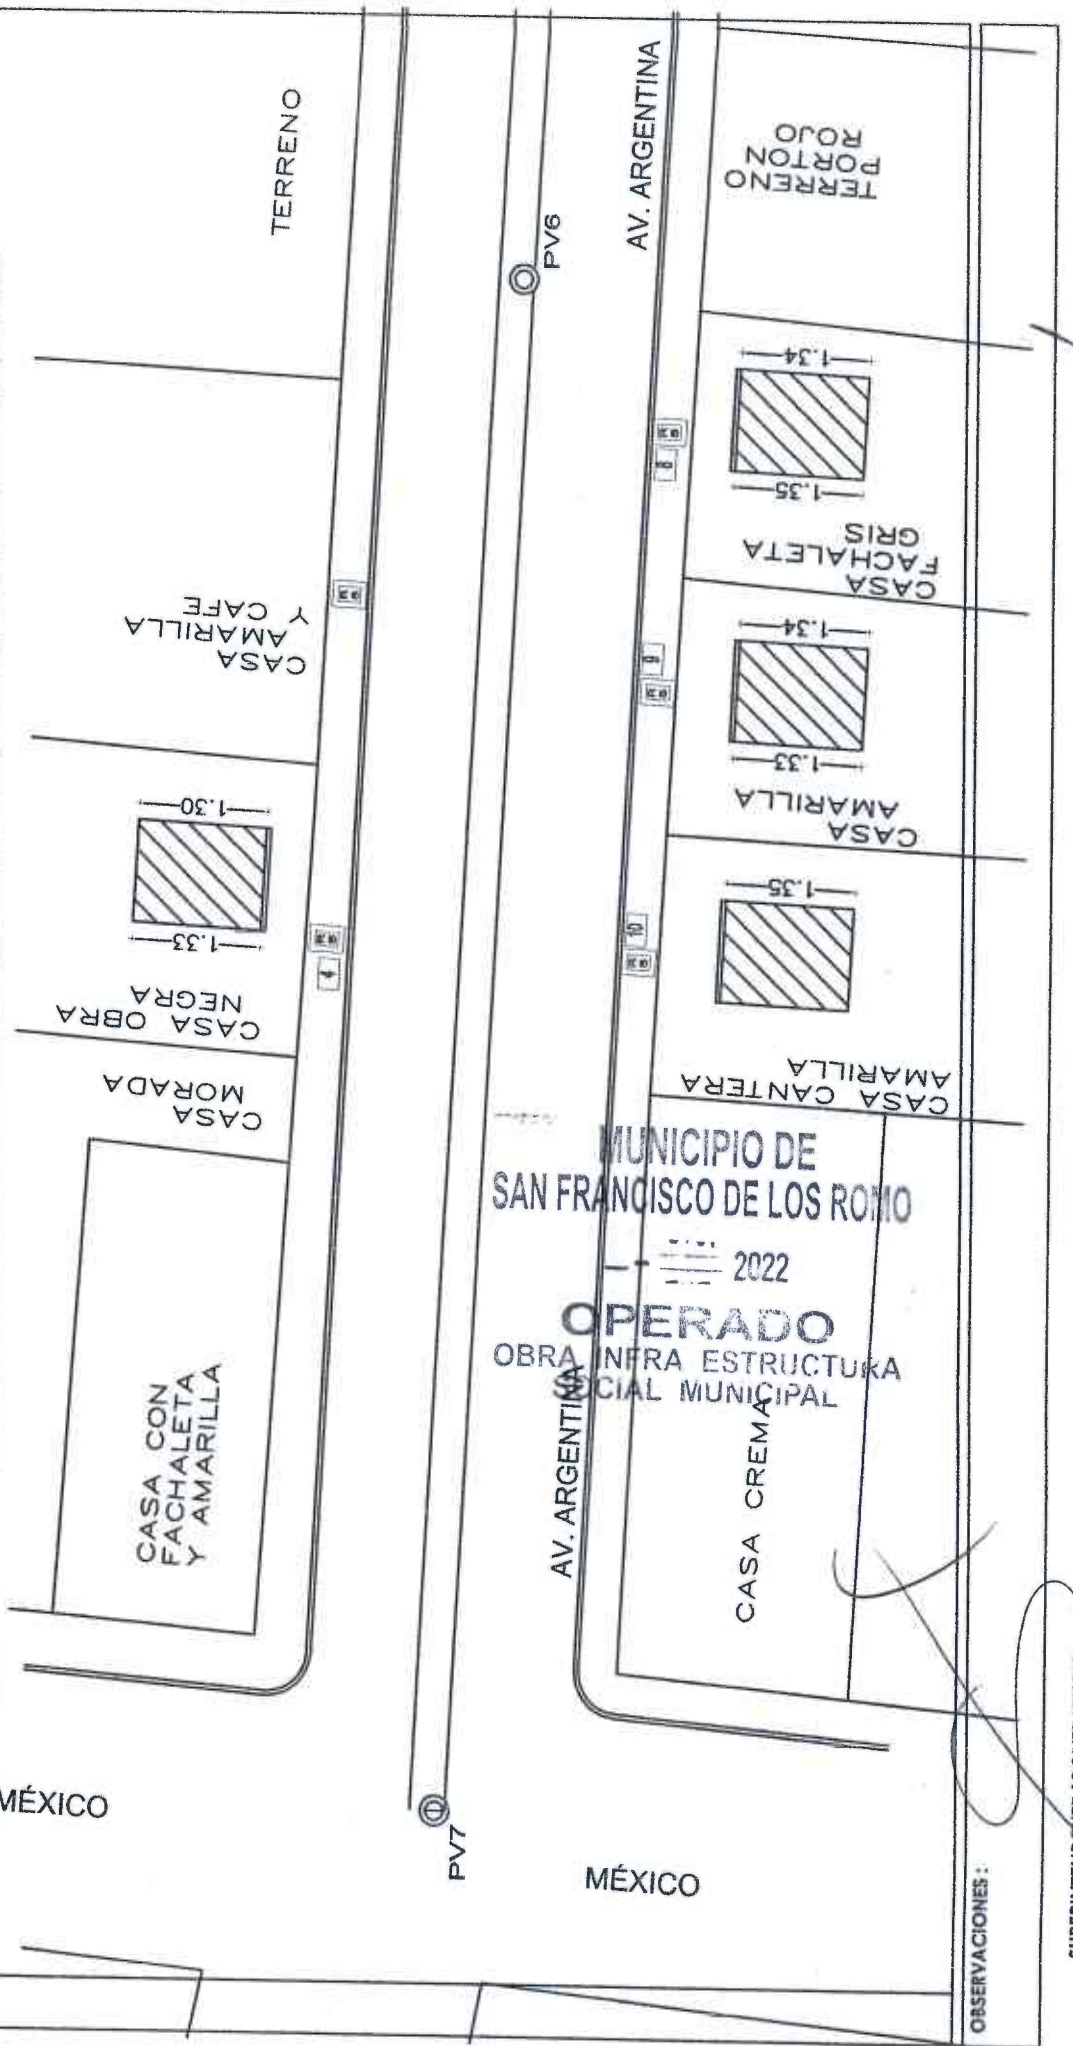 TERRENO
AV. ARGENTINA
TERRENO
PORTON
ROJO
PV6
1.34
1.35
CASA
FACHALETA
GRIS
8
CASA
AMARILLA
Y CAFE
1.34
1.33
CASA
AMARILLA
9
1.30
1.33
CASA OBRA
NEGRA
4
10
1.35
CASA CANTERA
AMARILLA
CASA
MORADA
MUNICIPIO DE
SAN FRANCISCO DE LOS ROMO
2022
OPERADO
OBRA INFRA ESTRUCTURA
SOCIAL MUNICIPAL
CASA CON
FACHALETA
Y AMARILLA
AV. ARGENTINA
CASA CREMA
MÉXICO
PV7
MÉXICO
OBSERVACIONES :